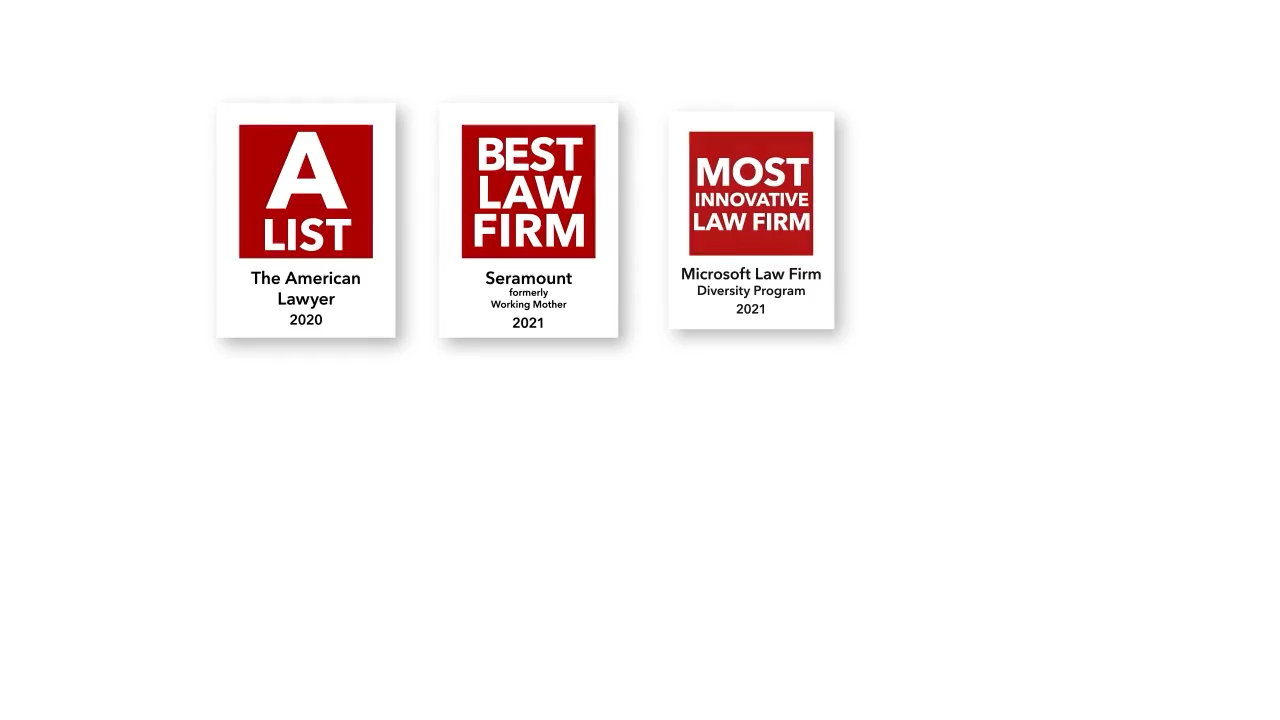 A
LIST
The American
Lawyer
2020
BEST
LAW
FIRM
Seramount
formerly
Working Mother
2021
MOST
INNOVATIVE
LAW FIRM
Microsoft Law Firm
Diversity Program
2021